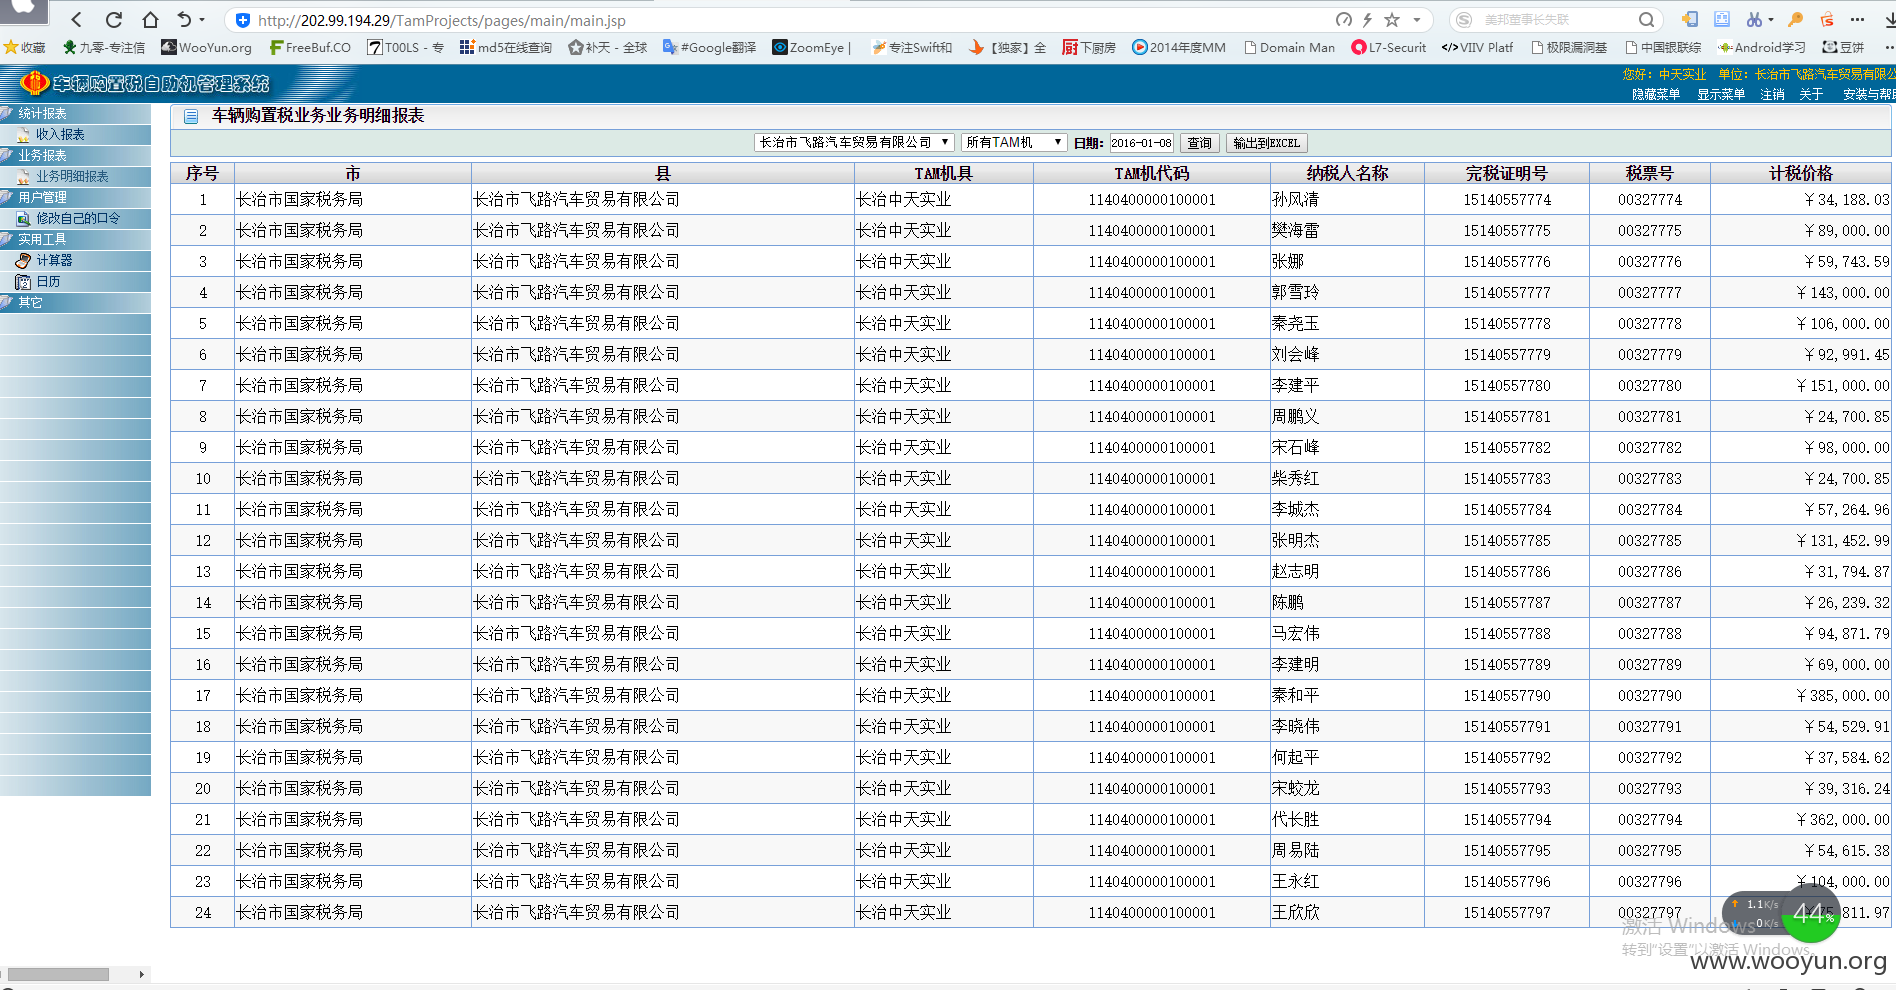 http://202.99.194.29/TamProjects/pages/main/main.jsp
美邦董事长失联
收藏 九零-专注信 WooYun.org FreeBuf.CO T00LS - 专 md5在线查询 补天 - 全球 #Google翻译 ZoomEye | 专注Swift和 【独家】全 下厨房 2014年度MM Domain Man L7-Securit VIIV Platf 极限漏洞基 中国银联综 Android学习 豆饼
车辆购置税自助机管理系统
您好：中天实业 单位：长治市飞路汽车贸易有限公
隐藏菜单 显示菜单 注销 关于 安装与帮
统计报表
收入报表
业务报表
业务明细报表
用户管理
修改自己的口令
实用工具
计算器
日历
其它
车辆购置税业务业务明细报表
长治市飞路汽车贸易有限公司 所有TAM机 日期： 2016-01-08 查询 输出到EXCEL
序号 市 县 TAM机具 TAM机代码 纳税人名称 完税证明号 税票号 计税价格
1 长治市国家税务局 长治市飞路汽车贸易有限公司 长治中天实业 1140400000100001 孙风清 15140557774 00327774 ￥34,188.03
2 长治市国家税务局 长治市飞路汽车贸易有限公司 长治中天实业 1140400000100001 樊海雷 15140557775 00327775 ￥89,000.00
3 长治市国家税务局 长治市飞路汽车贸易有限公司 长治中天实业 1140400000100001 张娜 15140557776 00327776 ￥59,743.59
4 长治市国家税务局 长治市飞路汽车贸易有限公司 长治中天实业 1140400000100001 郭雪玲 15140557777 00327777 ￥143,000.00
5 长治市国家税务局 长治市飞路汽车贸易有限公司 长治中天实业 1140400000100001 秦尧玉 15140557778 00327778 ￥106,000.00
6 长治市国家税务局 长治市飞路汽车贸易有限公司 长治中天实业 1140400000100001 刘会峰 15140557779 00327779 ￥92,991.45
7 长治市国家税务局 长治市飞路汽车贸易有限公司 长治中天实业 1140400000100001 李建平 15140557780 00327780 ￥151,000.00
8 长治市国家税务局 长治市飞路汽车贸易有限公司 长治中天实业 1140400000100001 周鹏义 15140557781 00327781 ￥24,700.85
9 长治市国家税务局 长治市飞路汽车贸易有限公司 长治中天实业 1140400000100001 宋石峰 15140557782 00327782 ￥98,000.00
10 长治市国家税务局 长治市飞路汽车贸易有限公司 长治中天实业 1140400000100001 柴秀红 15140557783 00327783 ￥24,700.85
11 长治市国家税务局 长治市飞路汽车贸易有限公司 长治中天实业 1140400000100001 李城杰 15140557784 00327784 ￥57,264.96
12 长治市国家税务局 长治市飞路汽车贸易有限公司 长治中天实业 1140400000100001 张明杰 15140557785 00327785 ￥131,452.99
13 长治市国家税务局 长治市飞路汽车贸易有限公司 长治中天实业 1140400000100001 赵志明 15140557786 00327786 ￥31,794.87
14 长治市国家税务局 长治市飞路汽车贸易有限公司 长治中天实业 1140400000100001 陈鹏 15140557787 00327787 ￥26,239.32
15 长治市国家税务局 长治市飞路汽车贸易有限公司 长治中天实业 1140400000100001 马宏伟 15140557788 00327788 ￥94,871.79
16 长治市国家税务局 长治市飞路汽车贸易有限公司 长治中天实业 1140400000100001 李建明 15140557789 00327789 ￥69,000.00
17 长治市国家税务局 长治市飞路汽车贸易有限公司 长治中天实业 1140400000100001 秦和平 15140557790 00327790 ￥385,000.00
18 长治市国家税务局 长治市飞路汽车贸易有限公司 长治中天实业 1140400000100001 李晓伟 15140557791 00327791 ￥54,529.91
19 长治市国家税务局 长治市飞路汽车贸易有限公司 长治中天实业 1140400000100001 何起平 15140557792 00327792 ￥37,584.62
20 长治市国家税务局 长治市飞路汽车贸易有限公司 长治中天实业 1140400000100001 宋蛟龙 15140557793 00327793 ￥39,316.24
21 长治市国家税务局 长治市飞路汽车贸易有限公司 长治中天实业 1140400000100001 代长胜 15140557794 00327794 ￥362,000.00
22 长治市国家税务局 长治市飞路汽车贸易有限公司 长治中天实业 1140400000100001 周易陆 15140557795 00327795 ￥54,615.38
23 长治市国家税务局 长治市飞路汽车贸易有限公司 长治中天实业 1140400000100001 王永红 15140557796 00327796 ￥104,000.00
24 长治市国家税务局 长治市飞路汽车贸易有限公司 长治中天实业 1140400000100001 王欣欣 15140557797 00327797 811.97
1.1K/s
0K/s
44%
激活 Windows
转到"设置"以激活 Windows。
www.wooyun.org